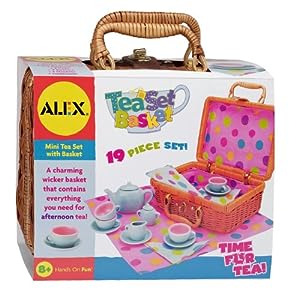 ALEX®
Mini Tea Set
with Basket
A charming
wicker basket
that contains
everything
you need for
afternoon tea!
8+ Hands On Fun!
Tea Set
Basket
19 PIECE SET!
TIME
FOR
TEA!